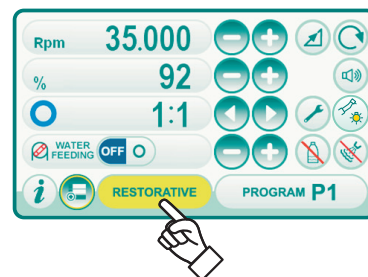 Rpm 35.000
% 92
1:1
WATER FEEDING OFF
i RESTORATIVE PROGRAM P1